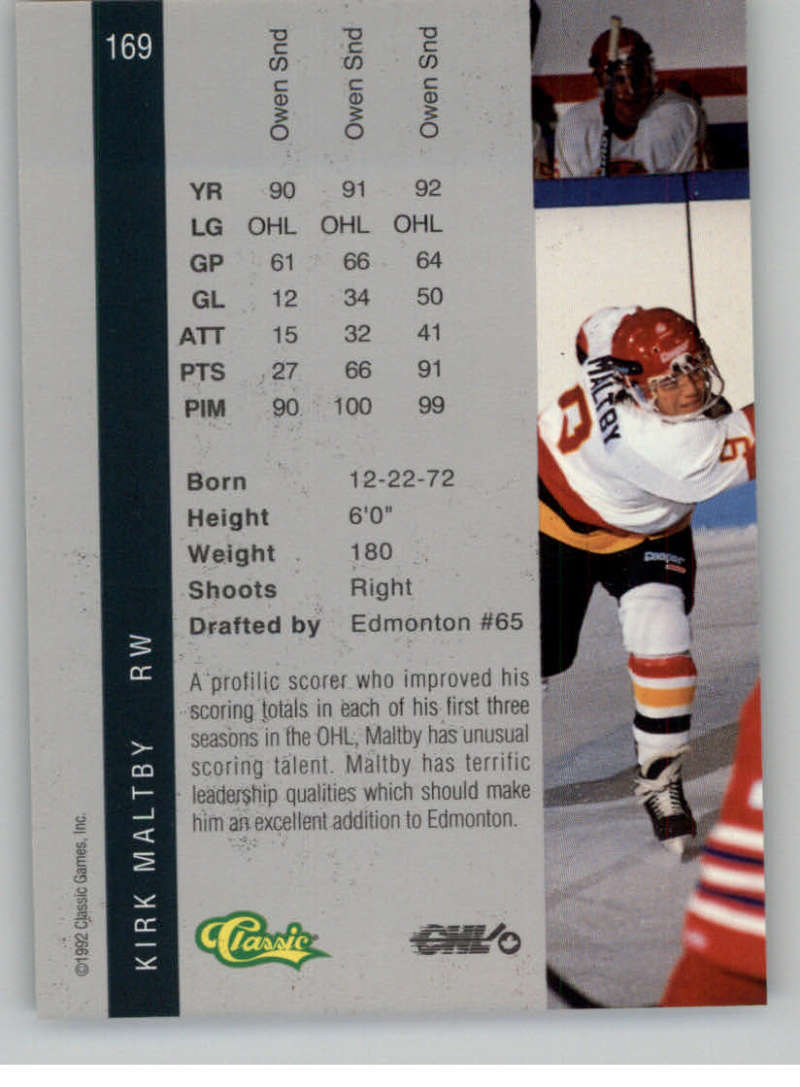 169
Owen Snd Owen Snd Owen Snd
YR 90 91 92
LG OHL OHL OHL
GP 61 66 64
GL 12 34 50
ATT 15 32 41
PTS 27 66 91
PIM 90 100 99
Born 12-22-72
Height 6'0"
Weight 180
Shoots Right
Drafted by Edmonton #65
A profilic scorer who improved his
scoring totals in each of his first three
seasons in the OHL, Maltby has unusual
scoring talent. Maltby has terrific
leadership qualities which should make
him an excellent addition to Edmonton.
KIRK MALTBY RW
©1992 Classic Games, Inc.
Classic
OHL
MALTBY